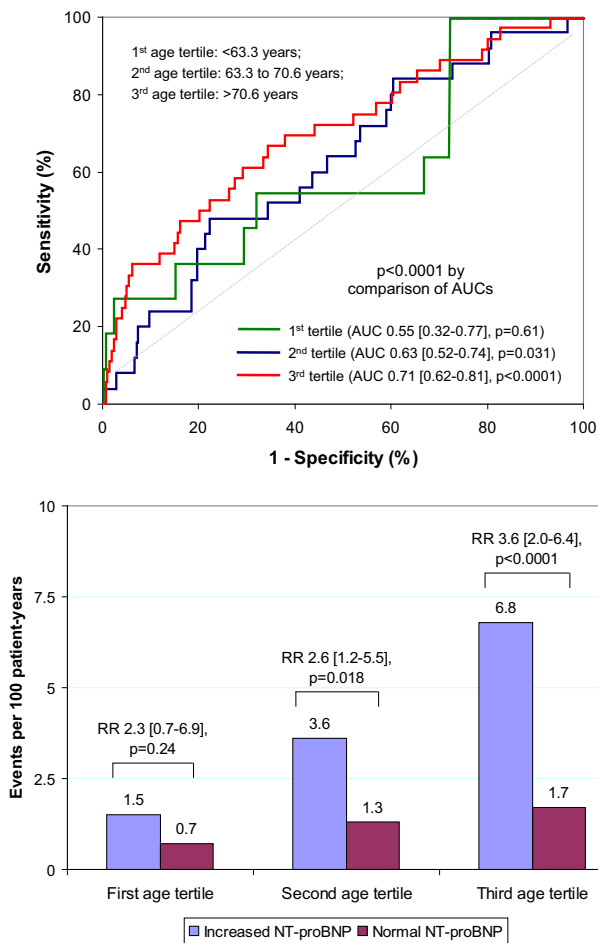 100
80
60
40
20
0
Sensitivity (%)
1st age tertile: <63.3 years;
2nd age tertile: 63.3 to 70.6 years;
3rd age tertile: >70.6 years
p<0.0001 by
comparison of AUCs
1st tertile (AUC 0.55 [0.32-0.77], p=0.61)
2nd tertile (AUC 0.63 [0.52-0.74], p=0.031)
3rd tertile (AUC 0.71 [0.62-0.81], p<0.0001)
0 20 40 60 80 100
1 - Specificity (%)
10
7.5
5
2.5
0
Events per 100 patient-years
RR 3.6 [2.0-6.4],
p<0.0001
6.8
1.7
RR 2.6 [1.2-5.5],
p=0.018
3.6
1.3
RR 2.3 [0.7-6.9],
p=0.24
1.5
0.7
First age tertile Second age tertile Third age tertile
Increased NT-proBNP Normal NT-proBNP